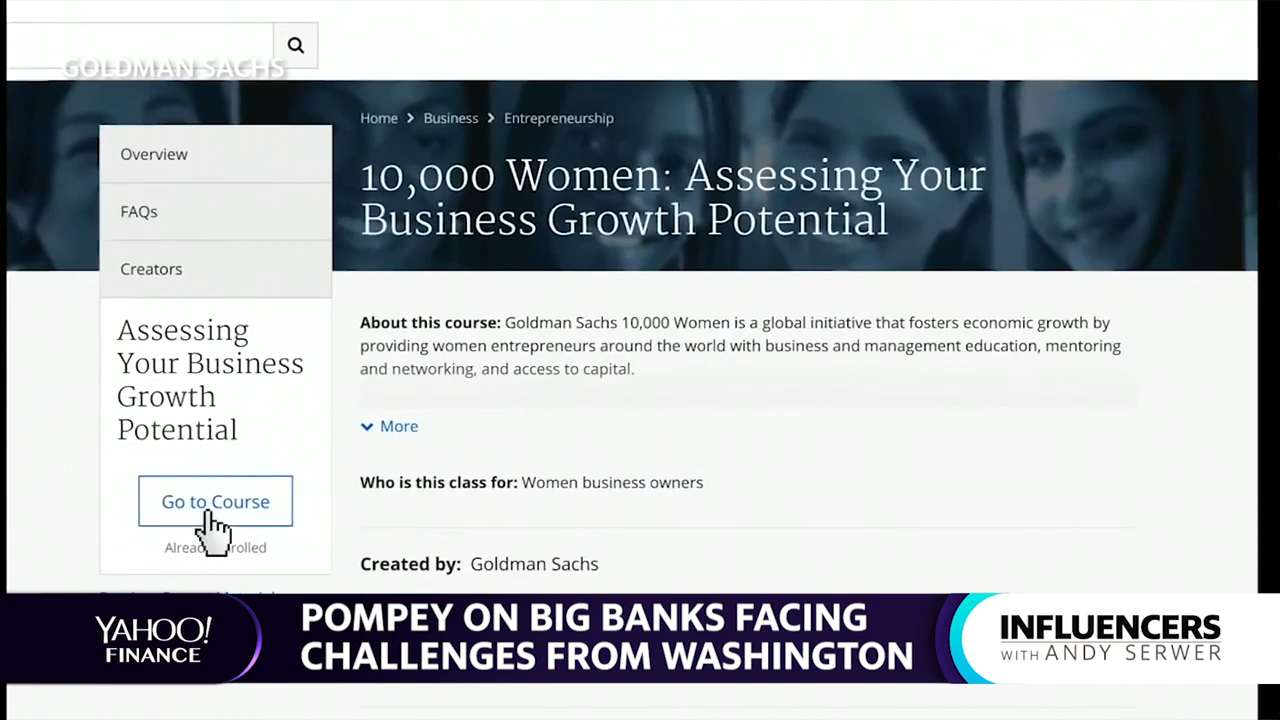 GOLDMAN SACHS
Home > Business > Entrepreneurship
10,000 Women: Assessing Your
Business Growth Potential
Overview
FAQs
Creators
Assessing
Your Business
Growth
Potential
Go to Course
About this course: Goldman Sachs 10,000 Women is a global initiative that fosters economic growth by
providing women entrepreneurs around the world with business and management education, mentoring
and networking, and access to capital.
More
Who is this class for: Women business owners
Created by: Goldman Sachs
YAHOO!
FINANCE
POMPEY ON BIG BANKS FACING
CHALLENGES FROM WASHINGTON
INFLUENCERS
WITH ANDY SERWER